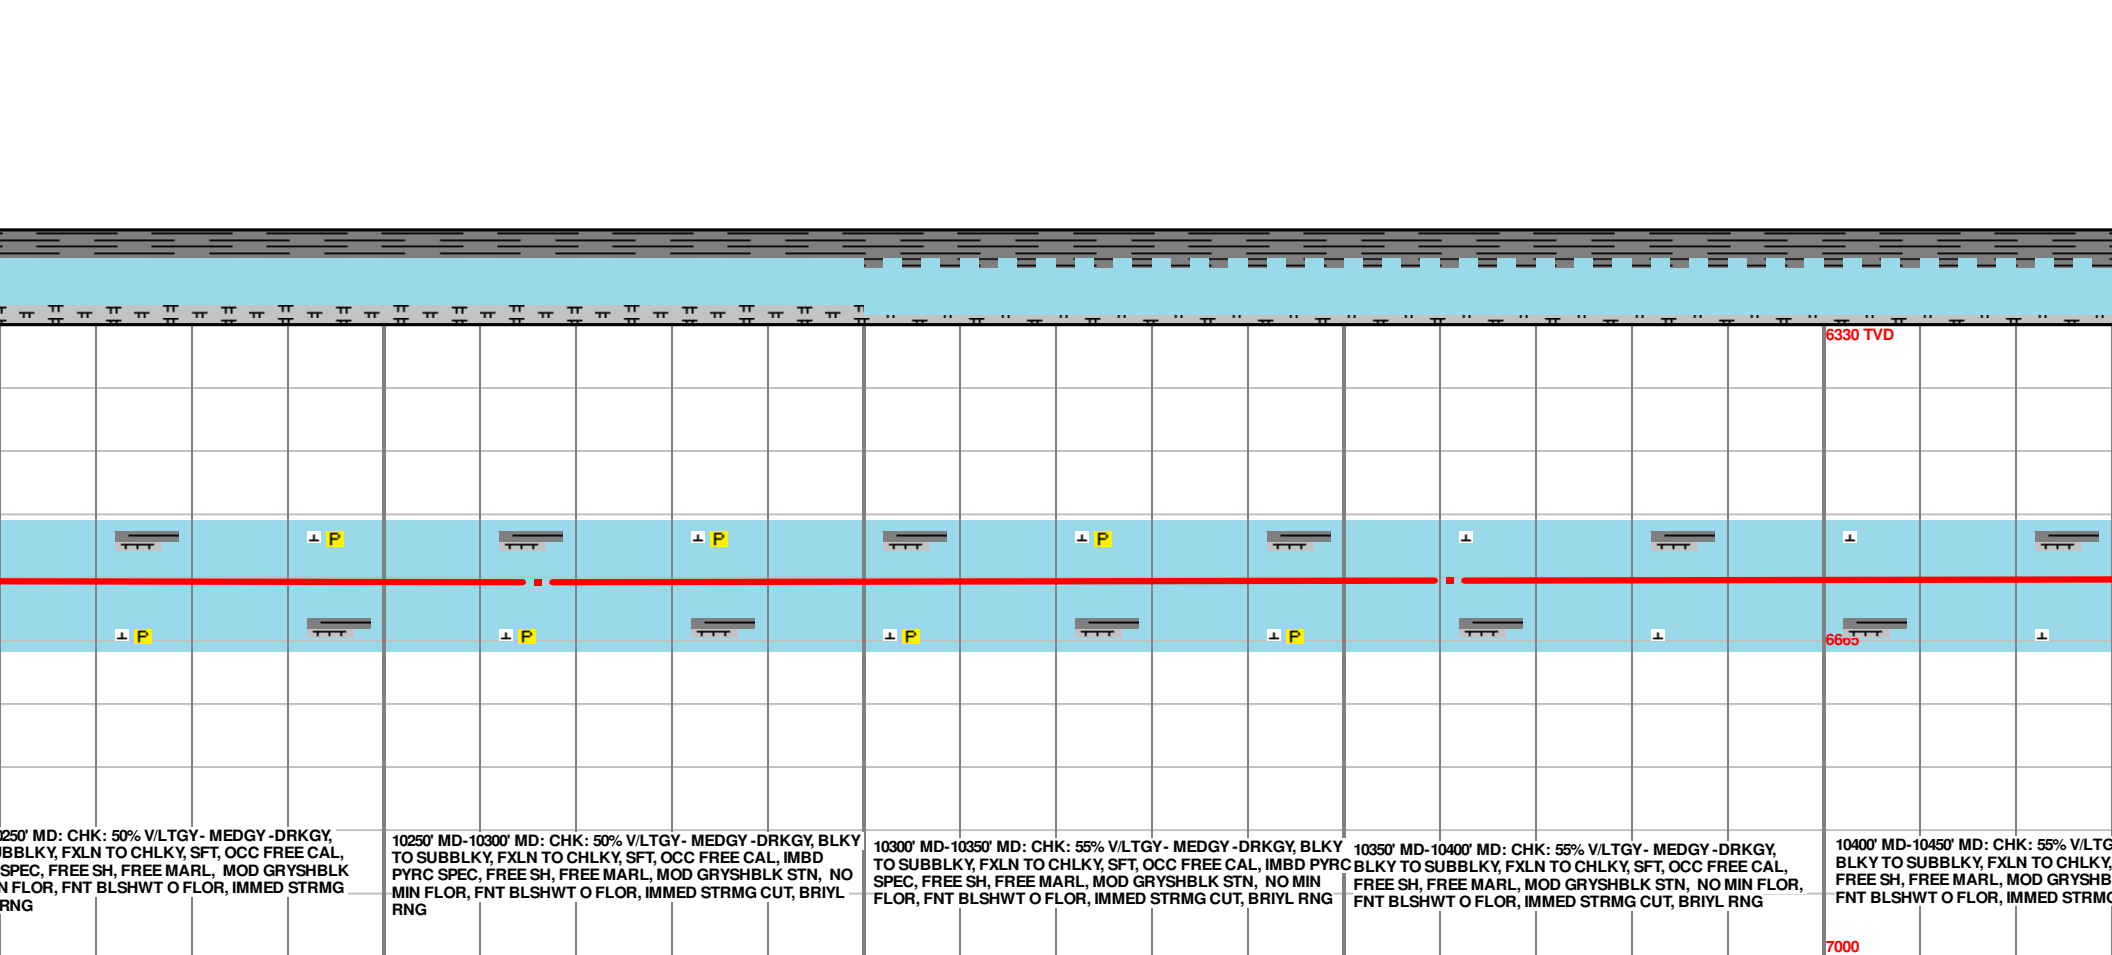 6330 TVD
P
P
P
6665
P
P
P
P
0250' MD: CHK: 50% V/LTGY- MEDGY -DRKGY,
JBBLKY, FXLN TO CHLKY, SFT, OCC FREE CAL,
SPEC, FREE SH, FREE MARL, MOD GRYSHBLK
N FLOR, FNT BLSHWT O FLOR, IMMED STRMG
RNG
10250' MD-10300' MD: CHK: 50% V/LTGY- MEDGY -DRKGY, BLKY
TO SUBBLKY, FXLN TO CHLKY, SFT, OCC FREE CAL, IMBD
PYRC SPEC, FREE SH, FREE MARL, MOD GRYSHBLK STN, NO
MIN FLOR, FNT BLSHWT O FLOR, IMMED STRMG CUT, BRIYL
RNG
10300' MD-10350' MD: CHK: 55% V/LTGY- MEDGY -DRKGY, BLKY
TO SUBBLKY, FXLN TO CHLKY, SFT, OCC FREE CAL, IMBD PYRC
SPEC, FREE SH, FREE MARL, MOD GRYSHBLK STN, NO MIN
FLOR, FNT BLSHWT O FLOR, IMMED STRMG CUT, BRIYL RNG
10350' MD-10400' MD: CHK: 55% V/LTGY- MEDGY -DRKGY,
BLKY TO SUBBLKY, FXLN TO CHLKY, SFT, OCC FREE CAL,
FREE SH, FREE MARL, MOD GRYSHBLK STN, NO MIN FLOR,
FNT BLSHWT O FLOR, IMMED STRMG CUT, BRIYL RNG
10400' MD-10450' MD: CHK: 55% V/LTG
BLKY TO SUBBLKY, FXLN TO CHLKY,
FREE SH, FREE MARL, MOD GRYSHB
FNT BLSHWT O FLOR, IMMED STRMG
7000